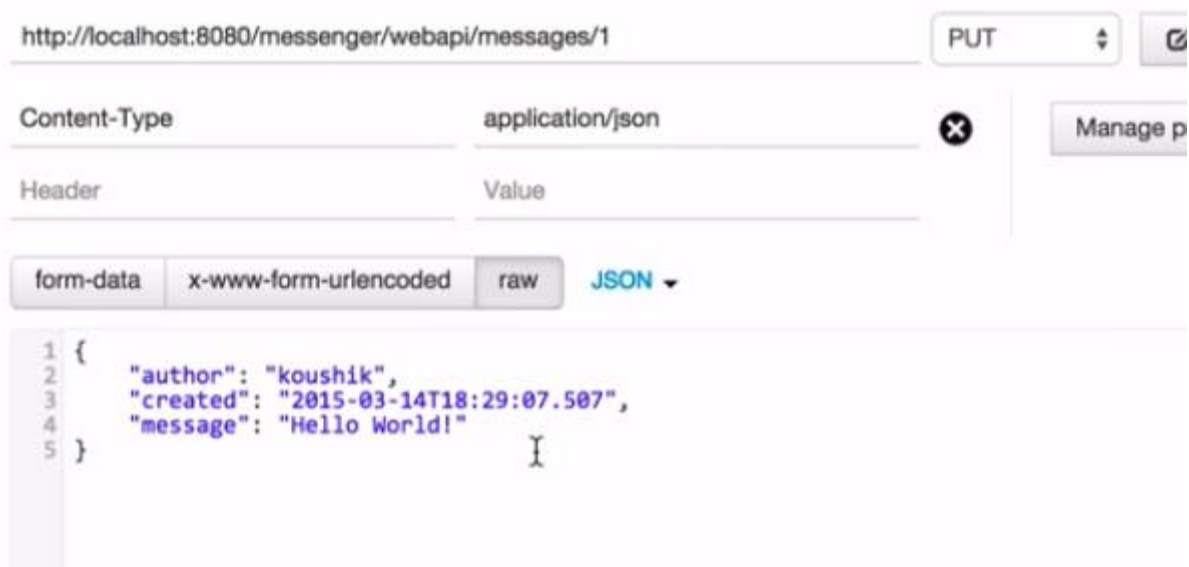 http://localhost:8080/messenger/webapi/messages/1 PUT
Content-Type application/json Manage
Header Value
form-data x-www-form-urlencoded raw JSON
1 {
2 "author": "koushik",
3 "created": "2015-03-14T18:29:07.507",
4 "message": "Hello World!"
5 }